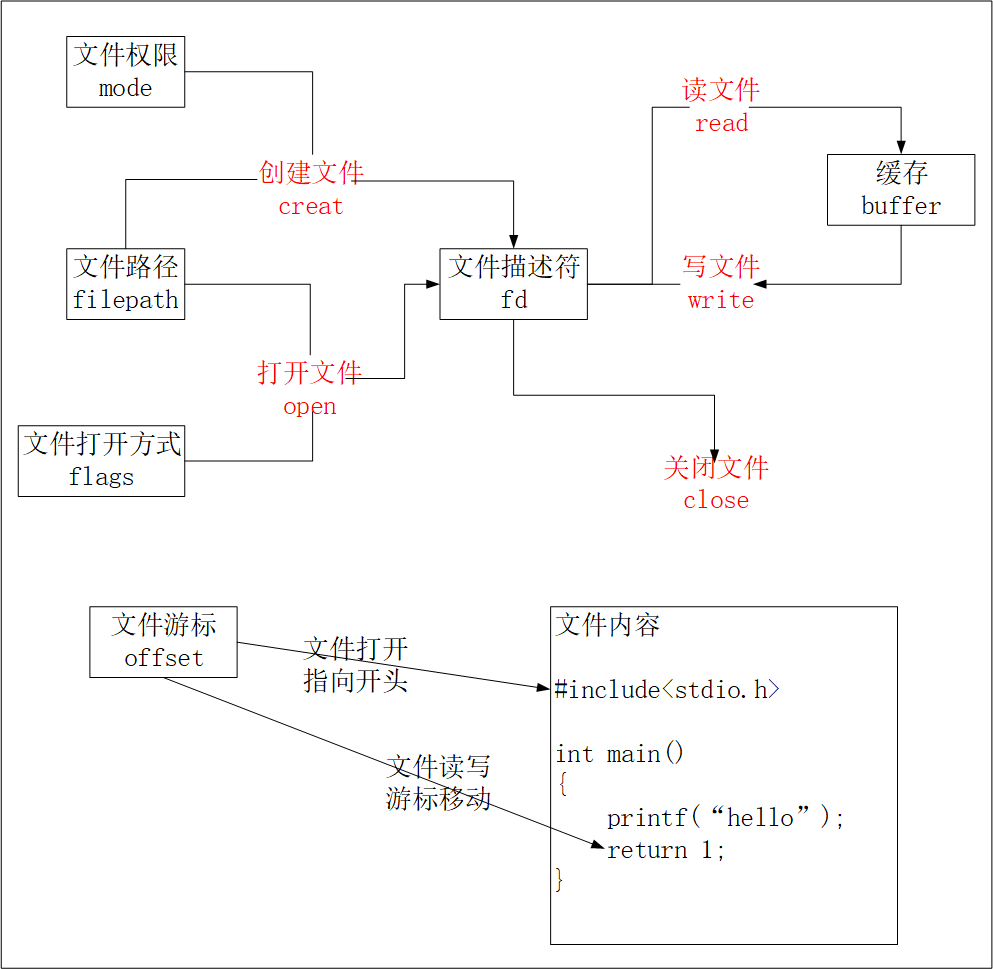 文件权限
mode
读文件
read
创建文件
creat
缓存
buffer
文件路径
filepath
文件描述符
fd
写文件
write
打开文件
open
文件打开方式
flags
关闭文件
close
文件游标
offset
文件打开
指向开头
文件读写
游标移动
文件内容
#include<stdio.h>
int main()
{
printf(“hello”);
return 1;
}